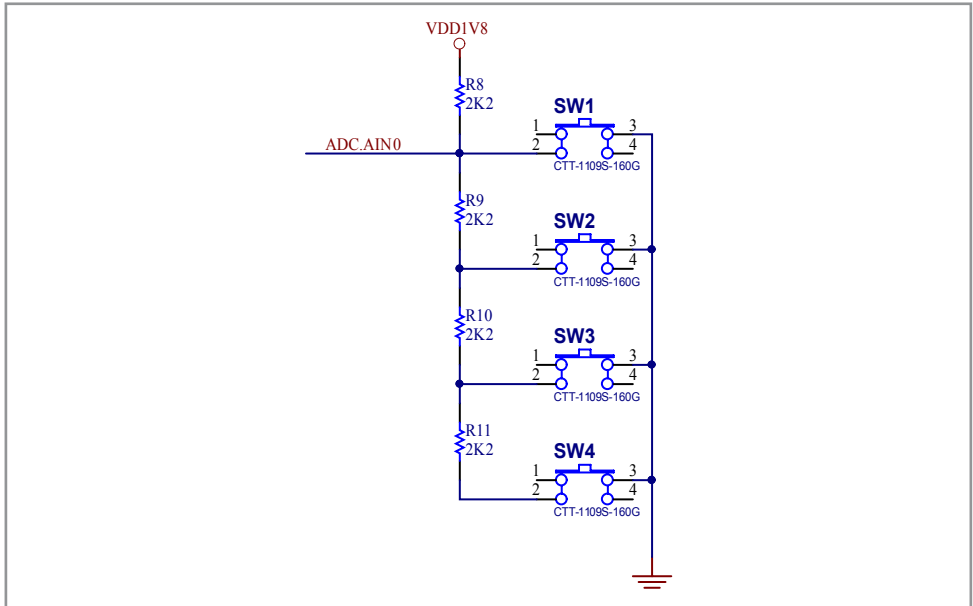 VDD1V8
R8
2K2
ADC.AIN0
SW1
1
2
3
4
CTT-1109S-160G
R9
2K2
SW2
1
2
3
4
CTT-1109S-160G
R10
2K2
SW3
1
2
3
4
CTT-1109S-160G
R11
2K2
SW4
1
2
3
4
CTT-1109S-160G